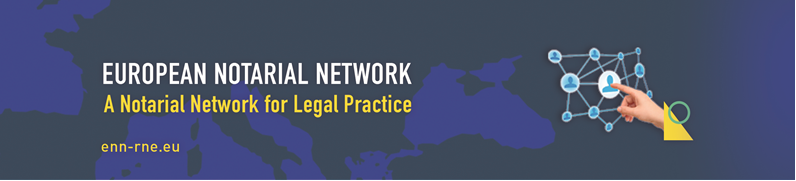 EUROPEAN NOTARIAL NETWORK
A Notarial Network for Legal Practice
enn-rne.eu